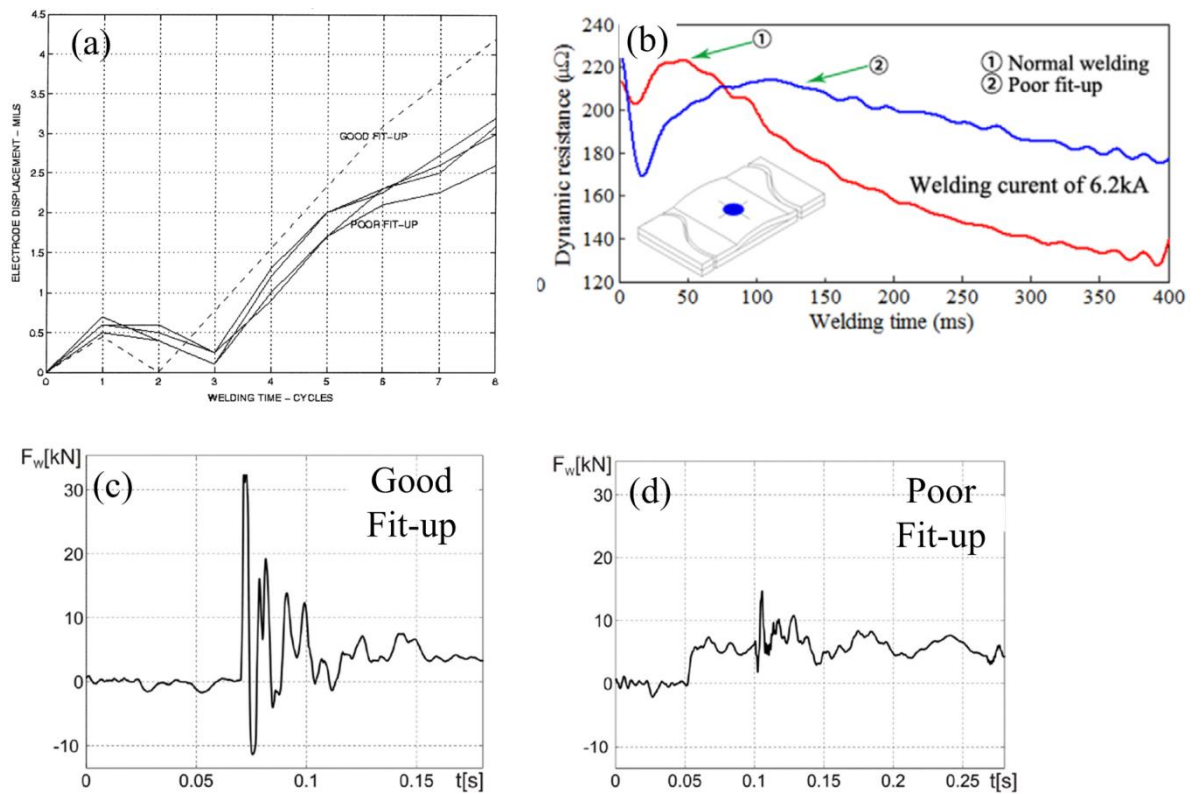 (a)
4.5
4
3.5
3
2.5
2
1.5
1
0.5
0
ELECTRODE DISPLACEMENT - MILS
GOOD FIT-UP
POOR FIT-UP
0 1 2 3 4 5 6 7 8
WELDING TIME - CYCLES
(b)
240
220
200
180
160
140
120
0
Dynamic resistance (μΩ)
①
②
① Normal welding
② Poor fit-up
Welding curent of 6.2kA
0 50 100 150 200 250 300 350 400
Welding time (ms)
Fw[kN]
(c)
Good
Fit-up
30
20
10
0
-10
0 0.05 0.1 0.15 t[s]
Fw[kN]
(d)
Poor
Fit-up
30
20
10
0
-10
0 0.05 0.1 0.15 0.2 0.25 t[s]